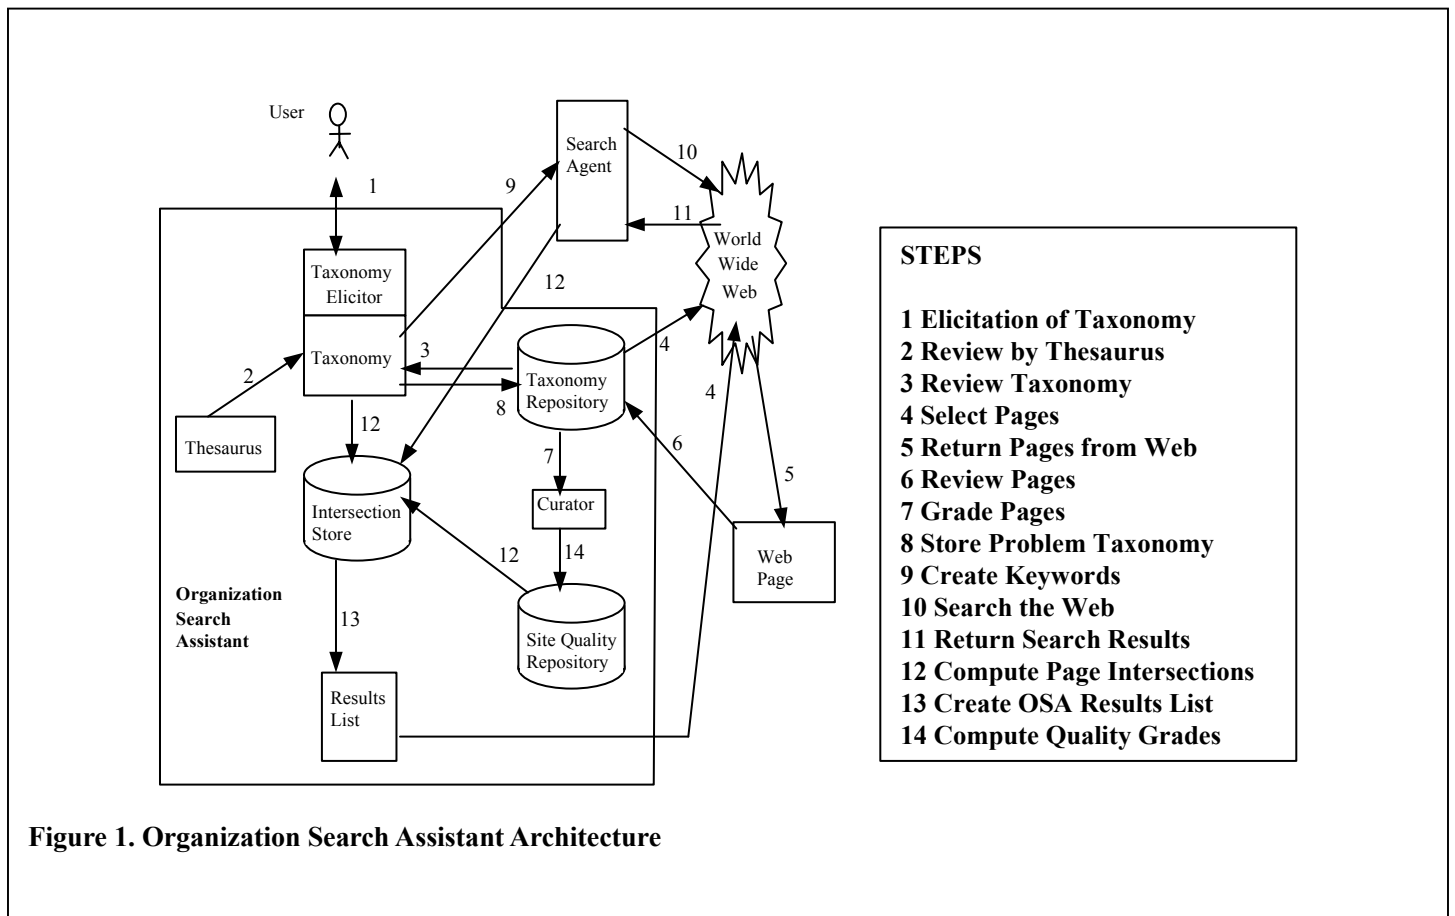 User
1
Search
Agent
9
10
11
World
Wide
Web
12
Taxonomy
Elicitor
Taxonomy
3
8
2
Thesaurus
12
Taxonomy
Repository
4
4
6
5
7
Curator
14
Web
Page
Intersection
Store
12
Organization
Search
Assistant
13
Site Quality
Repository
Results
List
STEPS
1 Elicitation of Taxonomy
2 Review by Thesaurus
3 Review Taxonomy
4 Select Pages
5 Return Pages from Web
6 Review Pages
7 Grade Pages
8 Store Problem Taxonomy
9 Create Keywords
10 Search the Web
11 Return Search Results
12 Compute Page Intersections
13 Create OSA Results List
14 Compute Quality Grades
Figure 1. Organization Search Assistant Architecture